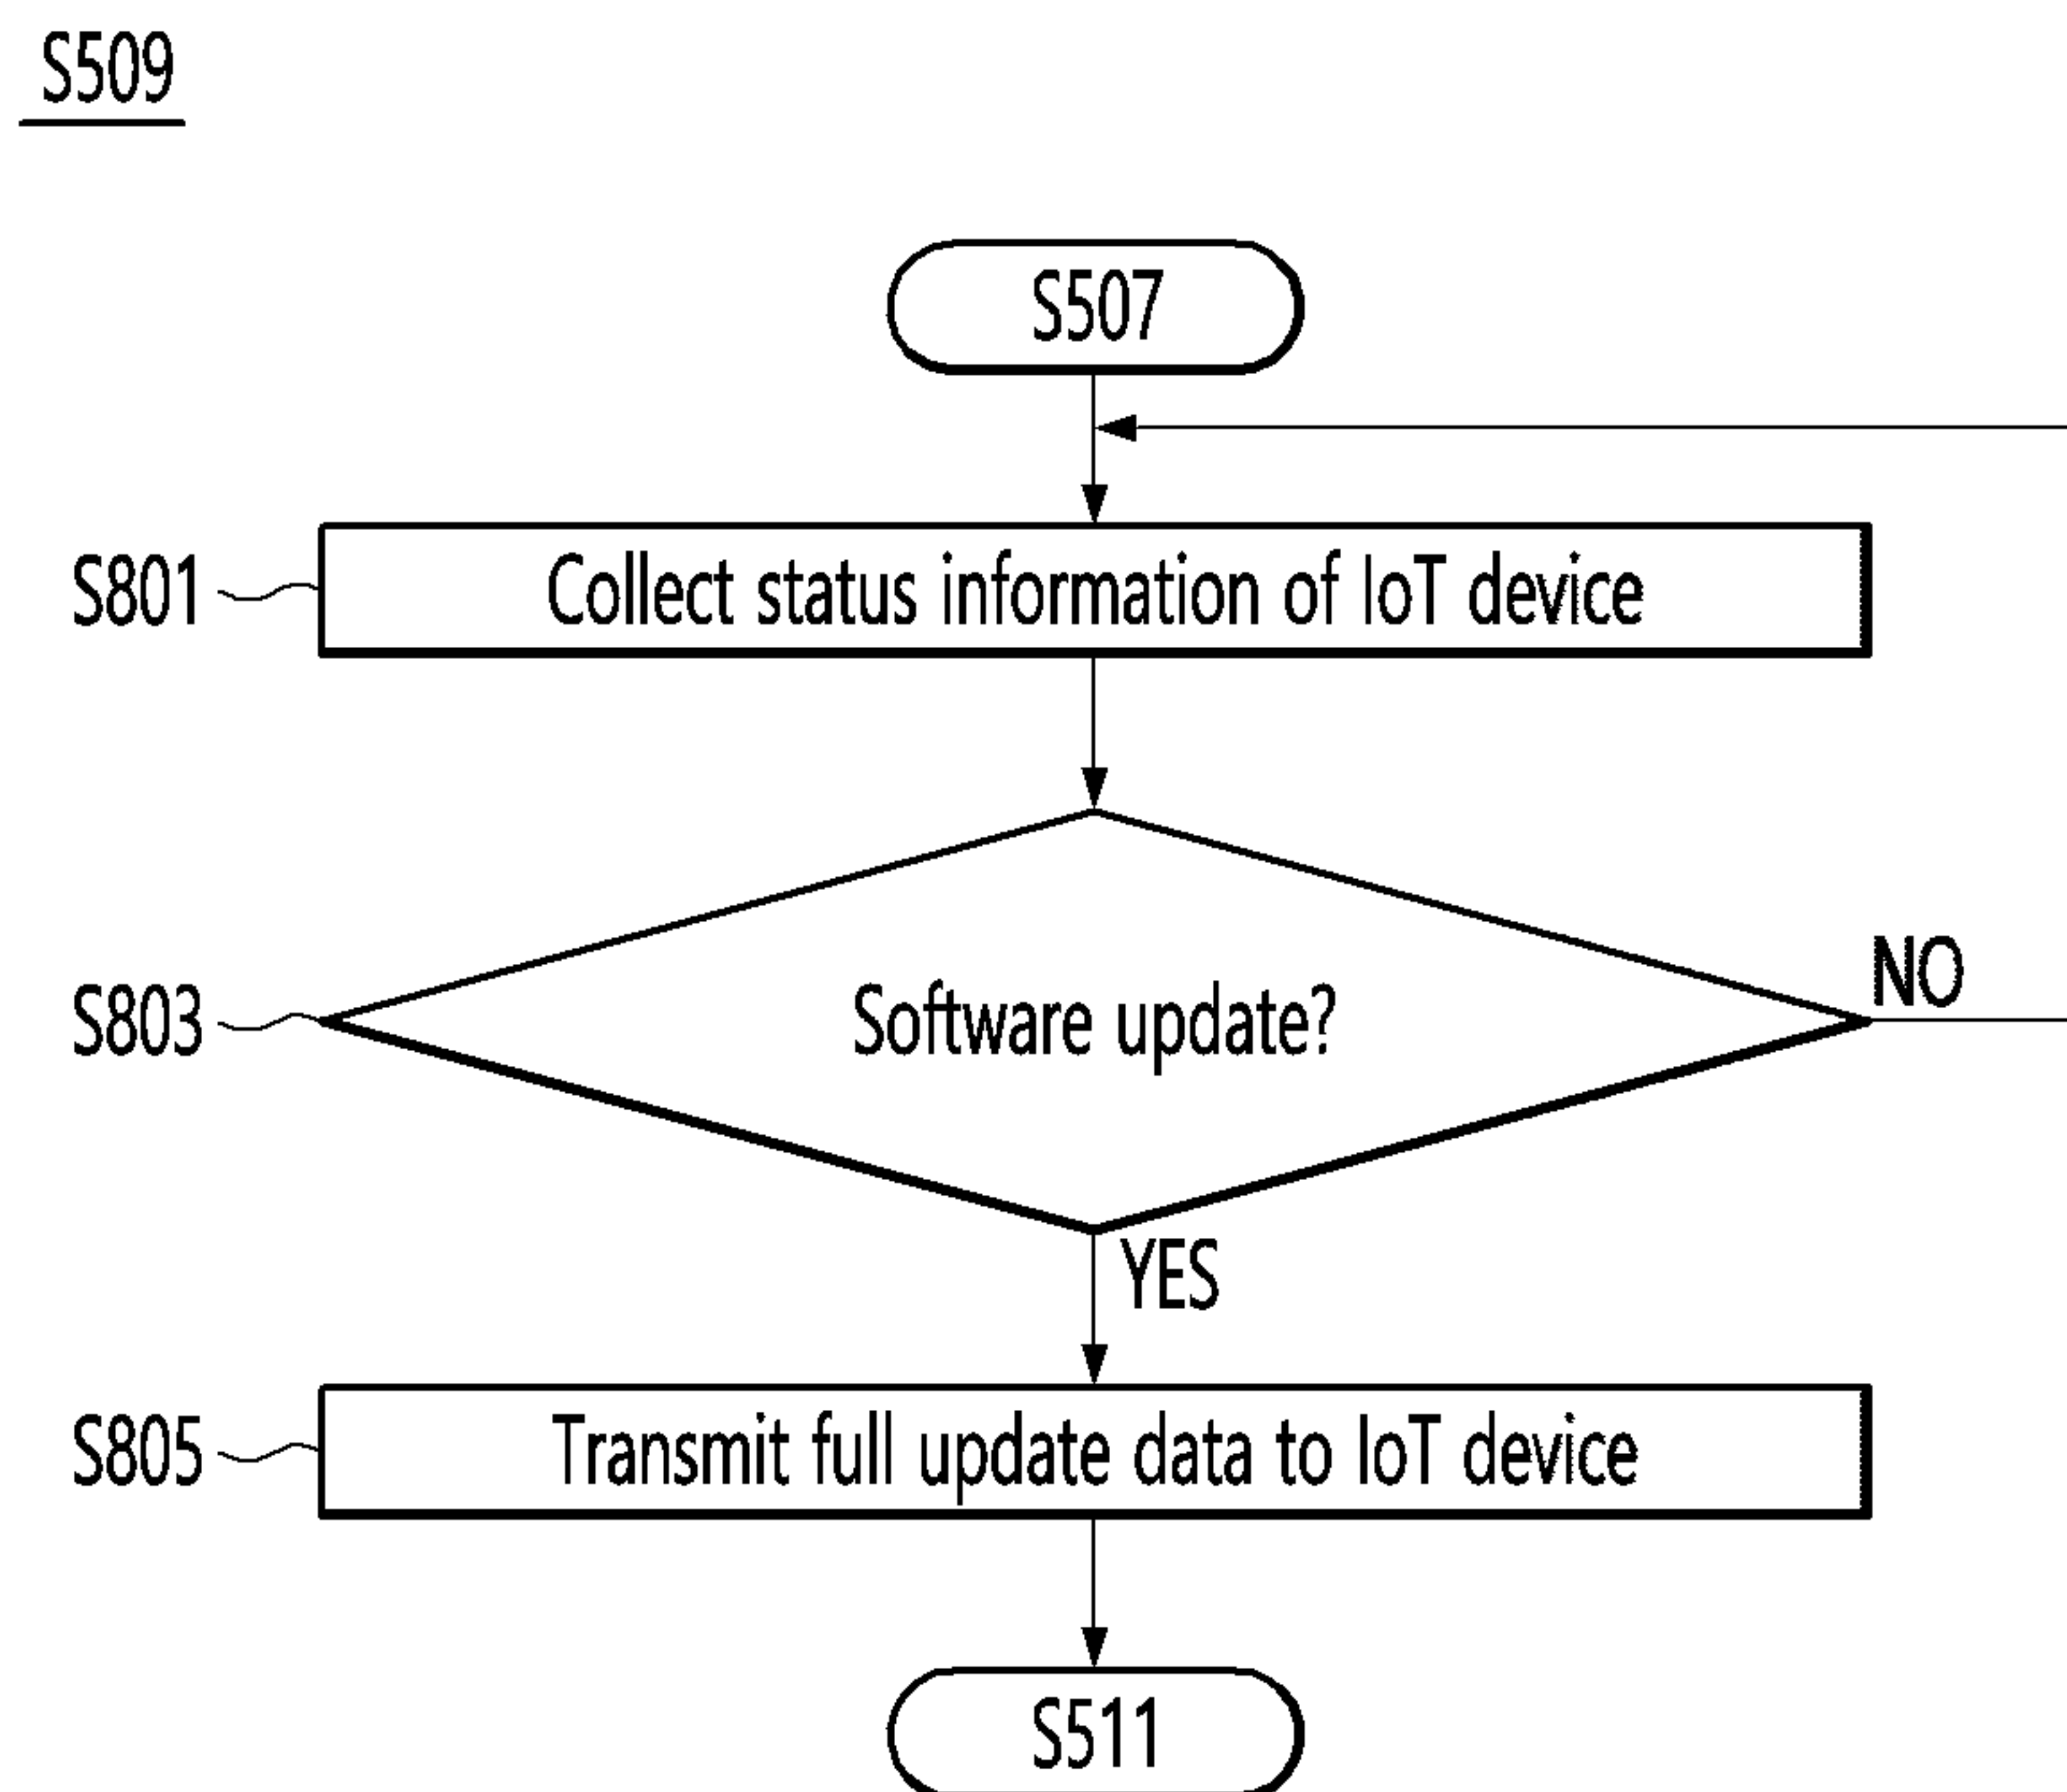 S509
S507
S801 Collect status information of IoT device
NO
S803 Software update?
YES
S805 Transmit full update data to IoT device
S511